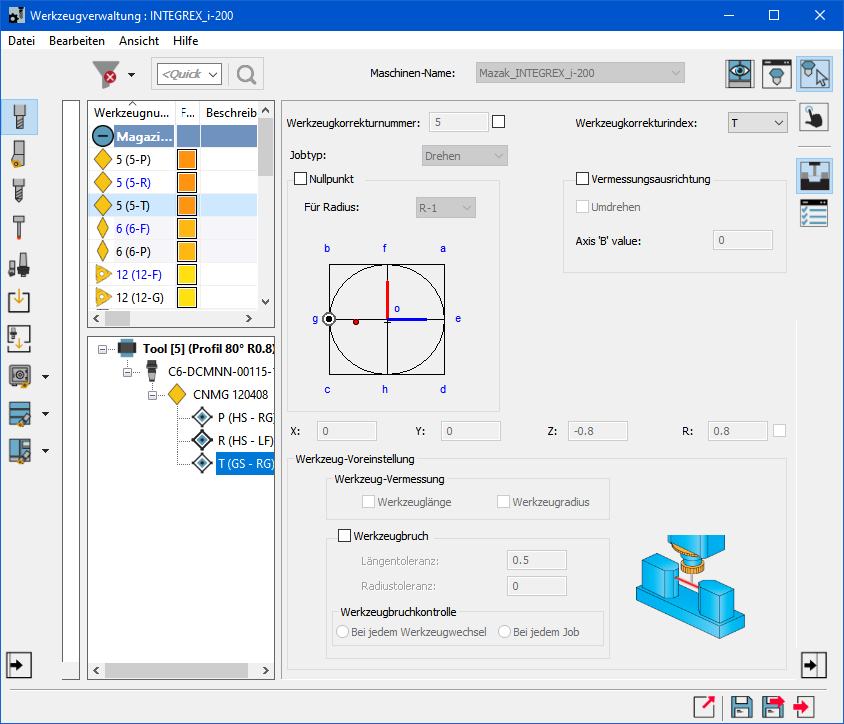 Werkzeugverwaltung : INTEGREX_i-200
Datei Bearbeiten Ansicht Hilfe
<Quick> Maschinen-Name: Mazak_INTEGREX_i-200
Werkzeugnu... F... Beschreib
Magazi...
5 (5-P)
5 (5-R)
5 (5-T)
6 (6-F)
6 (6-P)
12 (12-F)
12 (12-G)
Tool [5] (Profil 80° R0.8)
C6-DCMNN-00115-
CNMG 120408
P (HS - RG)
R (HS - LF)
T (GS - RG)
Werkzeugkorrekturnummer: 5 Werkzeugkorrekturindex: T
Jobtyp: Drehen
Nullpunkt Vermessungsausrichtung
Für Radius: R-1 Umdrehen
Axis 'B' value: 0
b f a
g o e
c h d
X: 0 Y: 0 Z: -0.8 R: 0.8
Werkzeug-Voreinstellung
Werkzeug-Vermessung
Werkzeuglänge Werkzeugradius
Werkzeugbruch
Längentoleranz: 0.5
Radiustoleranz: 0
Werkzeugbruchkontrolle
Bei jedem Werkzeugwechsel Bei jedem Job